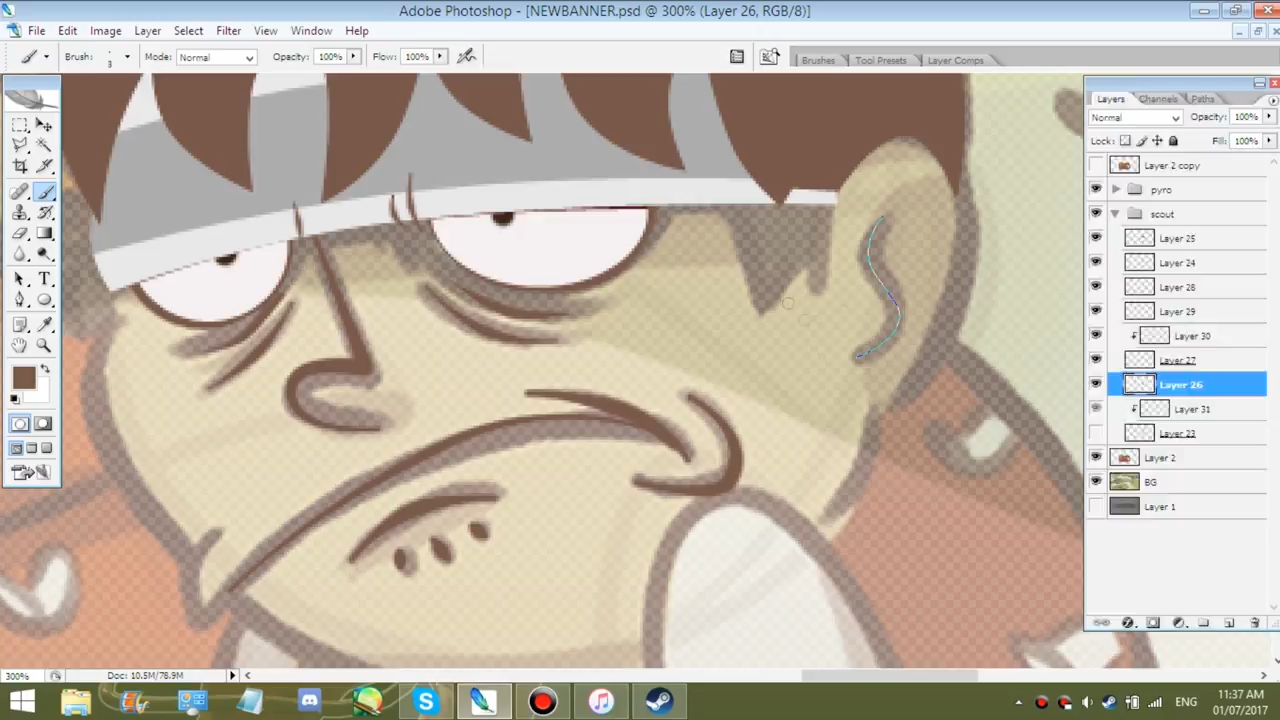 Adobe Photoshop - [NEWBANNER.psd @ 300% (Layer 26, RGB/8)]
File Edit Image Layer Select Filter View Window Help
Brush: 3 Mode: Normal Opacity: 100% Flow: 100% Brushes Tool Presets Layer Comps
Layers Channels Paths
Normal Opacity: 100%
Lock: Fill: 100%
Layer 2 copy
pyro
scout
Layer 25
Layer 24
Layer 28
Layer 29
Layer 30
Layer 27
Layer 26
Layer 31
Layer 23
Layer 2
BG
Layer 1
300% Doc: 10.5M/78.9M
ENG
11:37 AM
01/07/2017